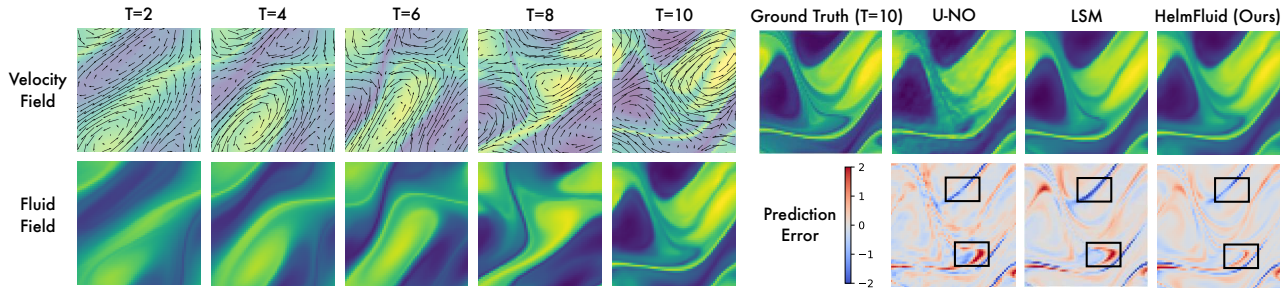 T=2 T=4 T=6 T=8 T=10 Ground Truth (T=10) U-NO LSM HelmFluid (Ours)
Velocity
Field
Fluid
Field
Prediction
Error
2
1
0
−1
−2